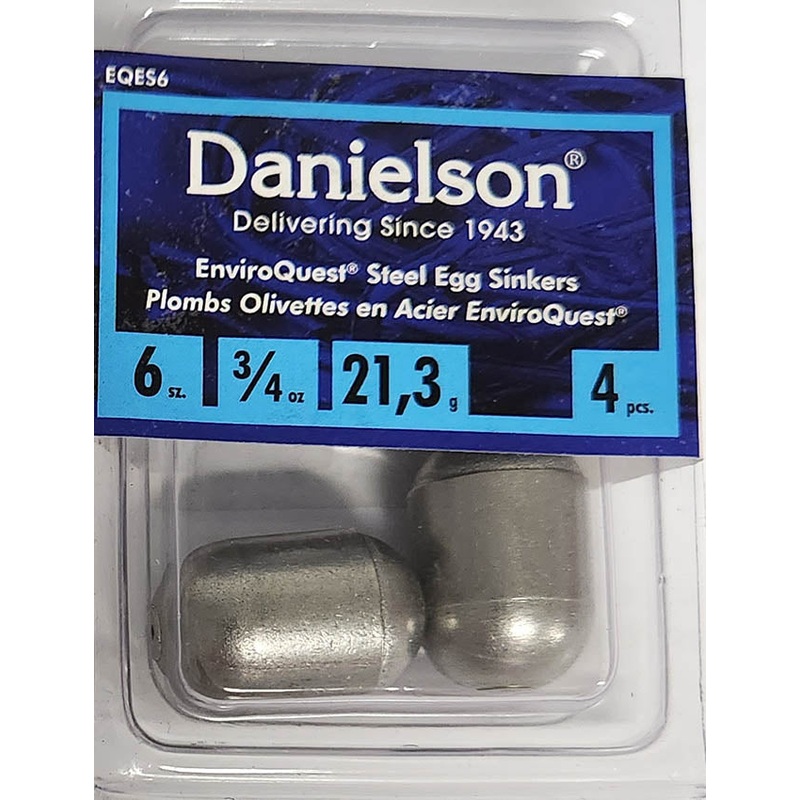 EQES6
Danielson®
Delivering Since 1943
EnviroQuest® Steel Egg Sinkers
Plombs Olivettes en Acier EnviroQuest®
6 sz. 3/4 oz 21,3 g 4 pcs.